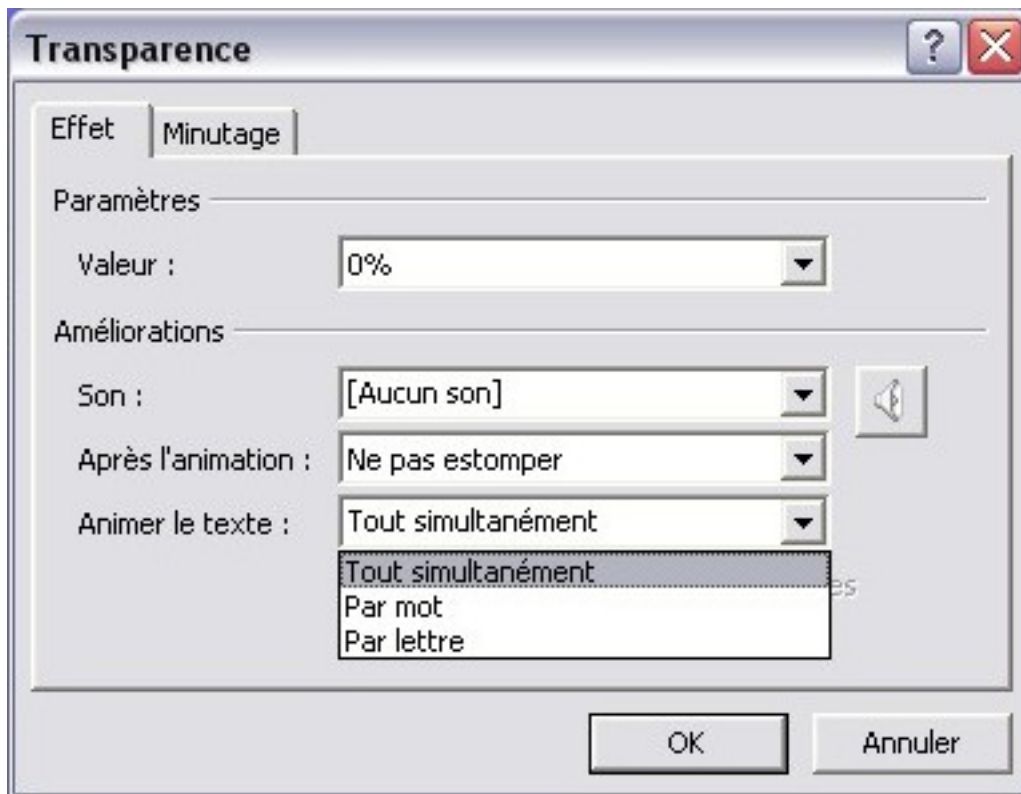 Transparence
Effet
Minutage
Paramètres
Valeur :
0%
Améliorations
Son :
[Aucun son]
Après l'animation :
Ne pas estomper
Animer le texte :
Tout simultanément
Tout simultanément
Par mot
Par lettre
OK
Annuler